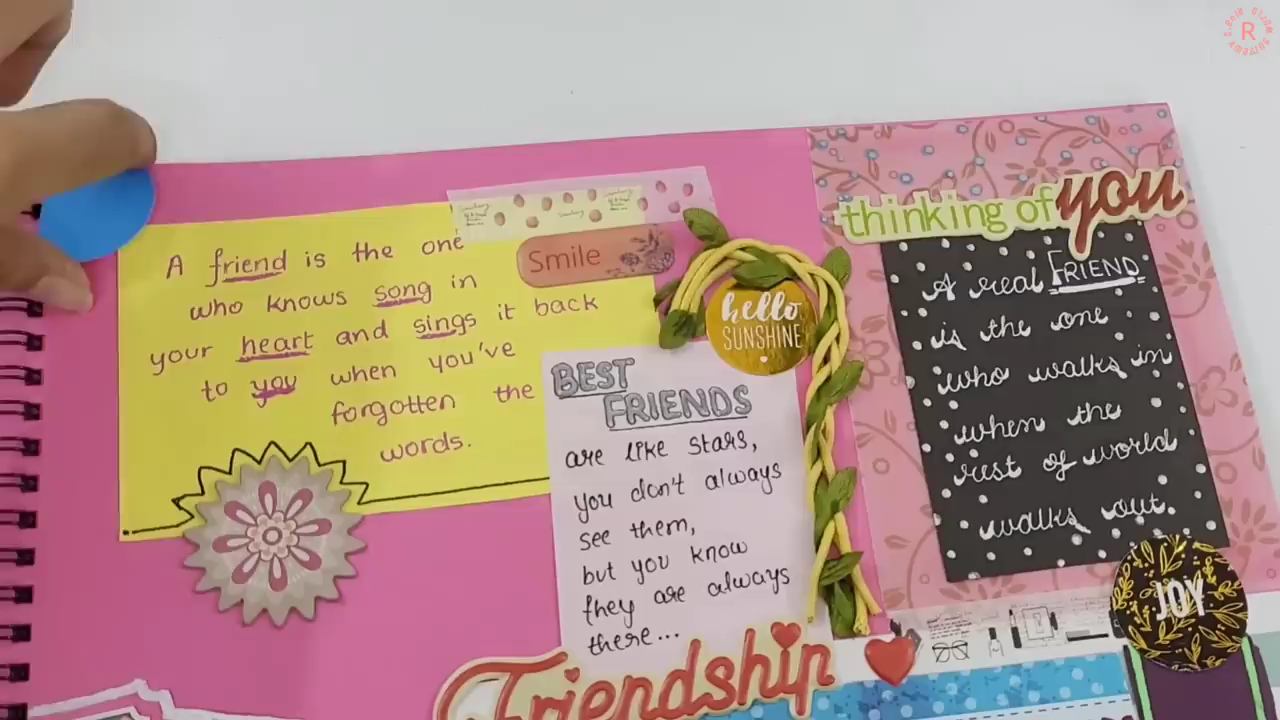 A friend is the one
who knows song in
your heart and sings it back
to you when you've
forgotten the
words.
Smile
hello
SUNSHINE
BEST
FRIENDS
are like stars,
you don't always
see them,
but you know
they are always
there...
Friendship
thinking of you
A real FRIEND
is the one
who walks in
when the
rest of world
walks out.
JOY
R